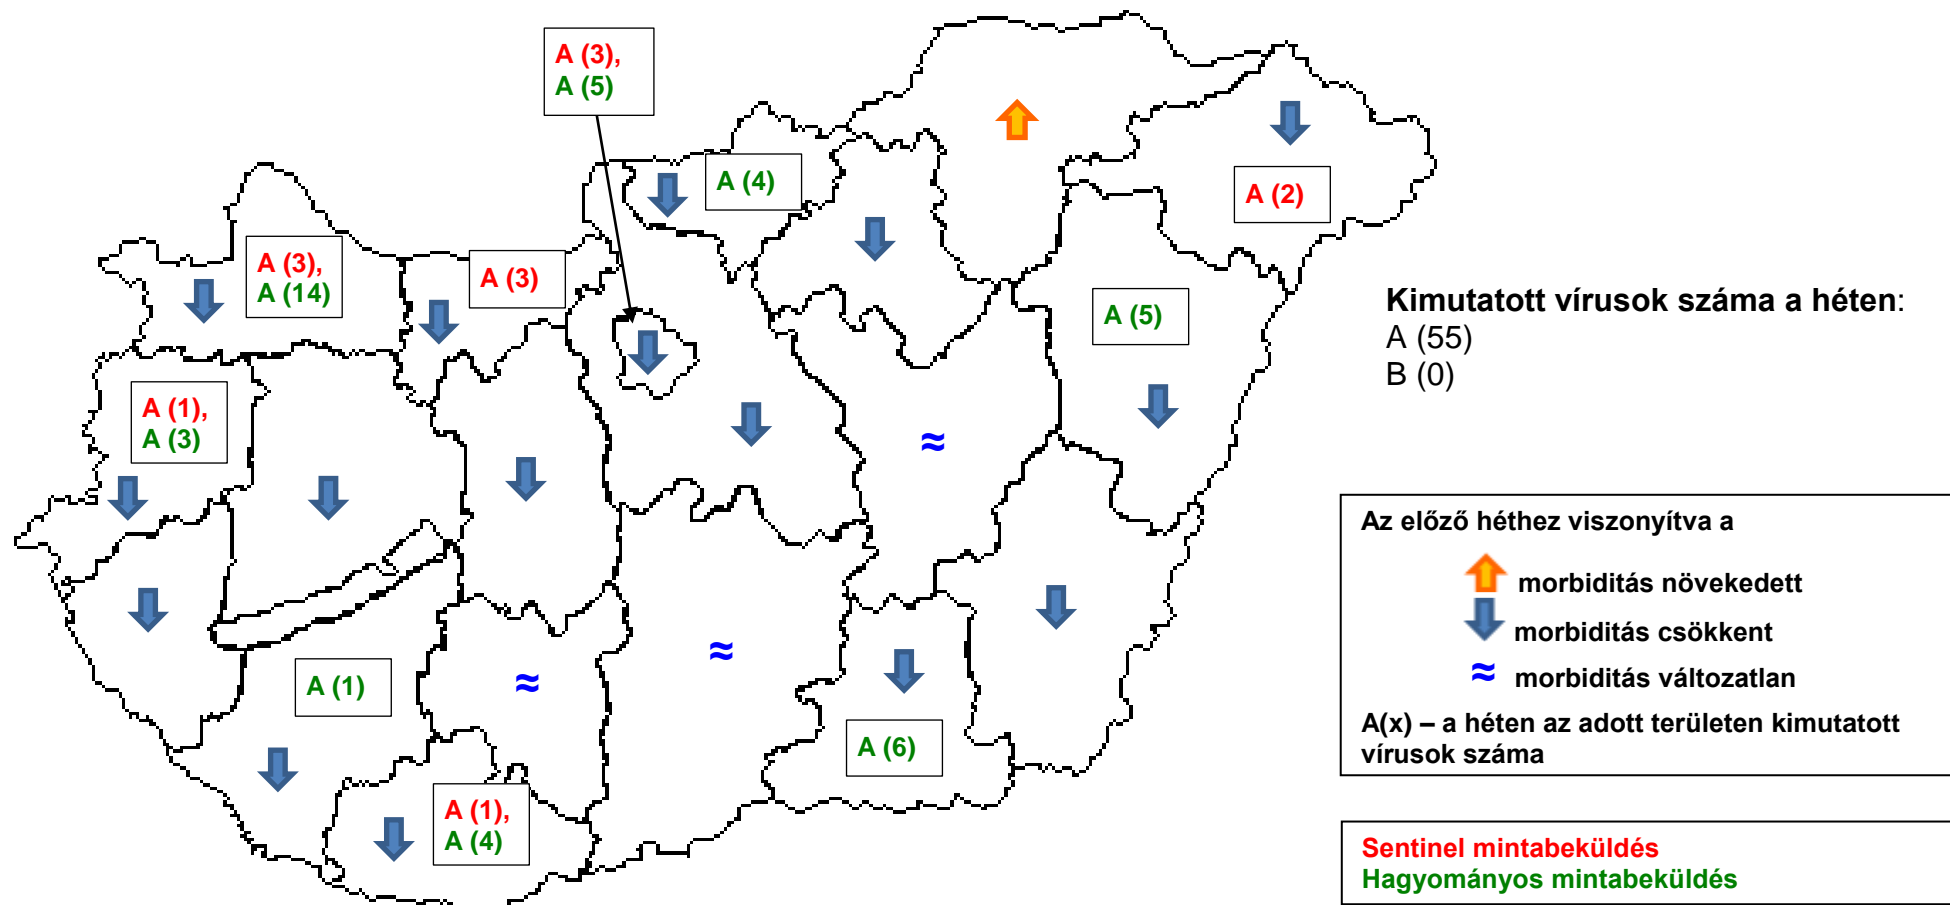 A (3),
A (5)
A (4)
A (2)
A (3),
A (14)
A (3)
A (5)
Kimutatott vírusok száma a héten:
A (55)
B (0)
A (1),
A (3)
≈
Az előző héthez viszonyítva a
morbiditás növekedett
morbiditás csökkent
≈ morbiditás változatlan
A(x) – a héten az adott területen kimutatott
vírusok száma
≈
≈
A (1)
A (6)
A (1),
A (4)
Sentinel mintabeküldés
Hagyományos mintabeküldés